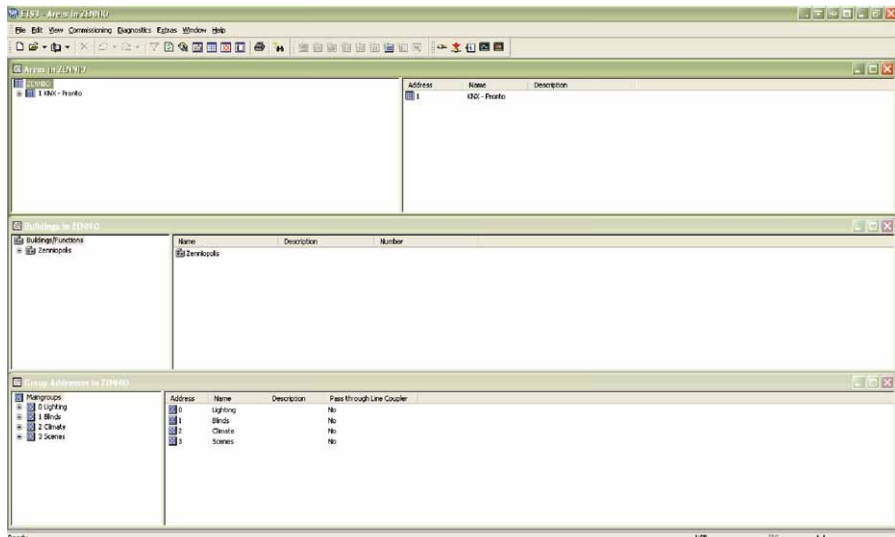 ETS3 - Areas in ZENNIO
File Edit View Commissioning Diagnostics Extras Window Help
Areas in ZENNIO
ZENNIO
1 KNX - Pronto
Address Name Description
1 KNX - Pronto
Buildings in ZENNIO
Buildings/Functions
Zenniopolis
Name Description Number
Zenniopolis
Group Addresses in ZENNIO
Maingroups
0 Lighting
1 Blinds
2 Climate
3 Scenes
Address Name Description Pass through Line Coupler
0 Lighting No
1 Blinds No
2 Climate No
3 Scenes No